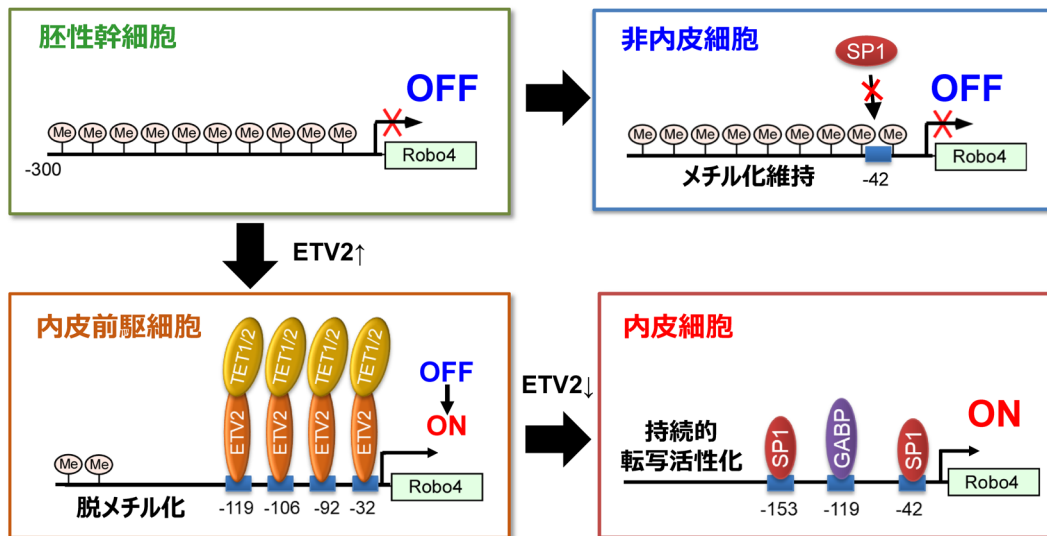 胚性幹細胞
OFF
Me Me Me Me Me Me Me Me Me Me
Robo4
-300
非内皮細胞
SP1
OFF
Me Me Me Me Me Me Me Me Me
Robo4
メチル化維持
-42
ETV2↑
内皮前駆細胞
TET1/2 TET1/2 TET1/2 TET1/2
OFF
ETV2 ETV2 ETV2 ETV2
ON
Me Me
Robo4
脱メチル化
-119 -106 -92 -32
ETV2↓
内皮細胞
ON
持続的
転写活性化
SP1 GABP SP1
Robo4
-153 -119 -42